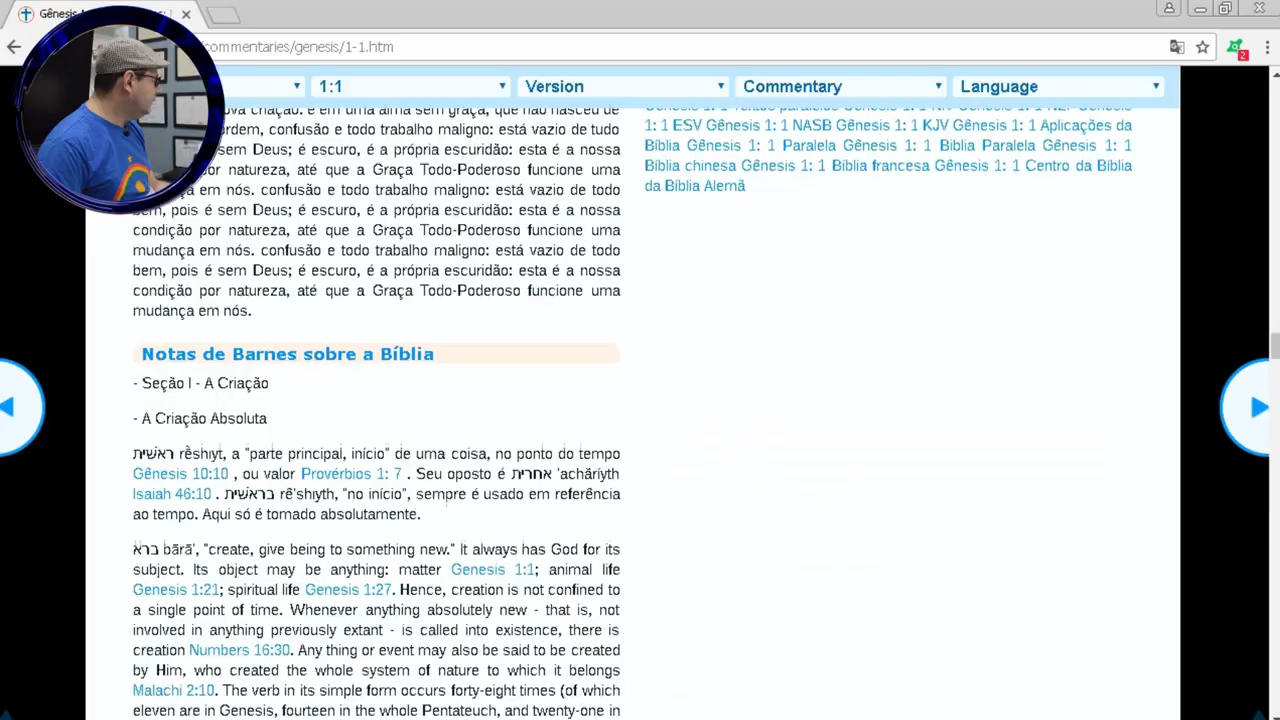 Gênesis
commentaries/genesis/1-1.htm
2
1:1
Version
Commentary
Language
ova criação: e em uma alma sem graça, que não nasceu de
ordem, confusão e todo trabalho maligno: está vazio de tudo
sem Deus; é escuro, é a própria escuridão: esta é a nossa
por natureza, até que a Graça Todo-Poderoso funcione uma
em nós. confusão e todo trabalho maligno: está vazio de todo
bem, pois é sem Deus; é escuro, é a própria escuridão: esta é a nossa
condição por natureza, até que a Graça Todo-Poderoso funcione uma
mudança em nós. confusão e todo trabalho maligno: está vazio de todo
bem, pois é sem Deus; é escuro, é a própria escuridão: esta é a nossa
condição por natureza, até que a Graça Todo-Poderoso funcione uma
mudança em nós.
Notas de Barnes sobre a Bíblia
- Seção I - A Criação
- A Criação Absoluta
ראשׁית rê̂shıyt, a "parte principal, início" de uma coisa, no ponto do tempo
Gênesis 10:10 , ou valor Provérbios 1: 7 . Seu oposto é אחרית 'achărıyth
Isaiah 46:10 . בראשׁית rê'shıyth, "no início", sempre é usado em referência
ao tempo. Aqui só é tomado absolutamente.
ברא bārā', "create, give being to something new." It always has God for its
subject. Its object may be anything: matter Genesis 1:1; animal life
Genesis 1:21; spiritual life Genesis 1:27. Hence, creation is not confined to
a single point of time. Whenever anything absolutely new - that is, not
involved in anything previously extant - is called into existence, there is
creation Numbers 16:30. Any thing or event may also be said to be created
by Him, who created the whole system of nature to which it belongs
Malachi 2:10. The verb in its simple form occurs forty-eight times (of which
eleven are in Genesis, fourteen in the whole Pentateuch, and twenty-one in
Gênesis 1: 1 Textos paralelos Gênesis 1: 1 NIV Gênesis 1: 1 NLT Gênesis
1: 1 ESV Gênesis 1: 1 NASB Gênesis 1: 1 KJV Gênesis 1: 1 Aplicações da
Bíblia Gênesis 1: 1 Paralela Gênesis 1: 1 Biblia Paralela Gênesis 1: 1
Bíblia chinesa Gênesis 1: 1 Bíblia francesa Gênesis 1: 1 Centro da Bíblia
da Bíblia Alemã